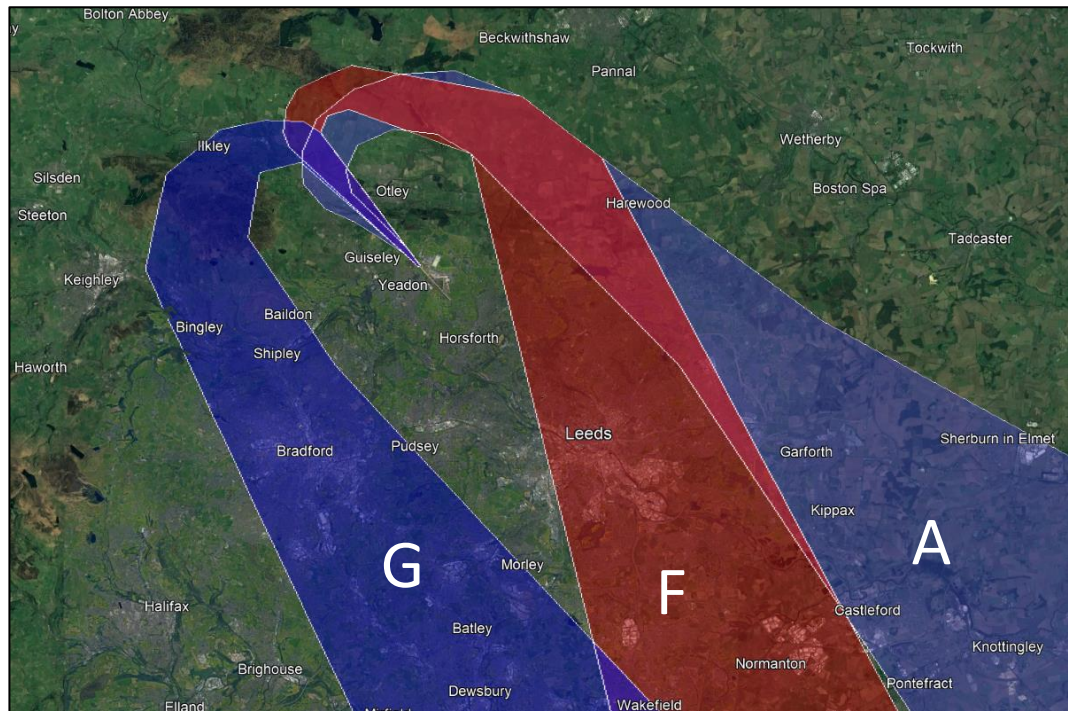 Bolton Abbey
y
Beckwithshaw
Tockwith
Pannal
Wetherby
Ilkley
Silsden
Otley
Boston Spa
Steeton
Harewood
Tadcaster
Guiseley
Keighley
Yeadon
Baildon
Bingley
Horsforth
Shipley
Haworth
Leeds
Sherburn in Elmet
Pudsey
Bradford
Garforth
Kippax
A
G
Morley
F
Halifax
Castleford
Batley
Knottingley
Normanton
Brighouse
Pontefract
Dewsbury
Elland
Wakefield